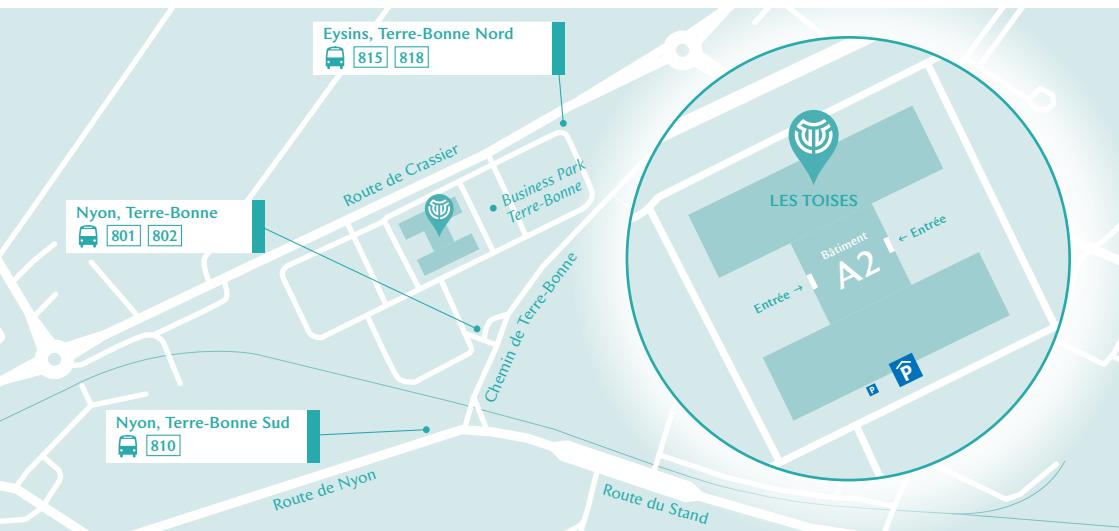 Eysins, Terre-Bonne Nord
815 818
Route de Crassier
Business Park
Terre-Bonne
Nyon, Terre-Bonne
801 802
Chemin de Terre-Bonne
Nyon, Terre-Bonne Sud
810
Route de Nyon
Route du Stand
LES TOISES
← Entrée
Bâtiment
A2
Entrée →
P
P